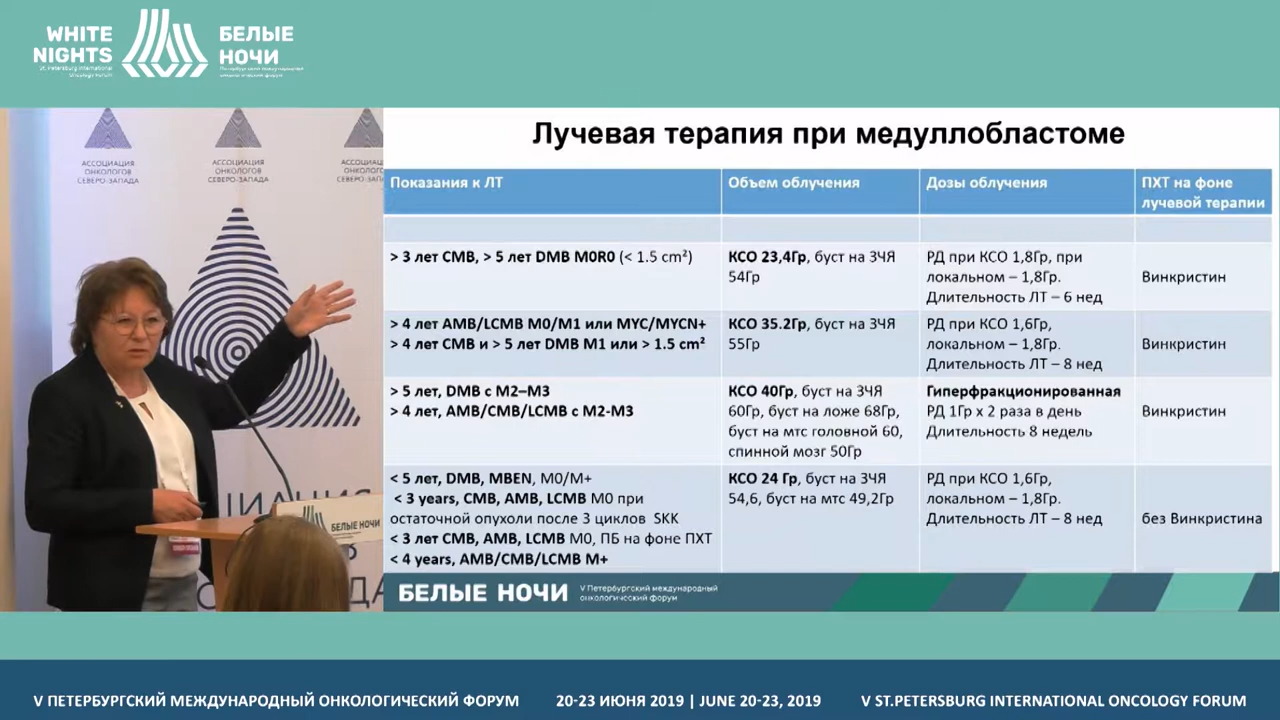 WHITE
NIGHTS
St. Petersburg International
Oncology Forum
БЕЛЫЕ
НОЧИ
Петербургский международный
онкологический форум
АССОЦИАЦИЯ
ОНКОЛОГОВ
СЕВЕРО-ЗАПАДА
АССОЦИАЦИЯ
ОНКОЛОГОВ
СЕВЕРО-ЗАПАДА
БЕЛЫЕ НОЧИ
Лучевая терапия при медуллобластоме
Показания к ЛТ
Объем облучения
Дозы облучения
ПХТ на фоне
лучевой терапии
> 3 лет CMB, > 5 лет DMB M0R0 (< 1.5 cm²)
КСО 23,4Гр, буст на ЗЧЯ
54Гр
РД при КСО 1,8Гр, при
локальном – 1,8Гр.
Длительность ЛТ – 6 нед
Винкристин
> 4 лет AMB/LCMB M0/M1 или MYC/MYCN+
> 4 лет CMB и > 5 лет DMB M1 или > 1.5 cm²
КСО 35.2Гр, буст на ЗЧЯ
55Гр
РД при КСО 1,6Гр,
локальном – 1,8Гр.
Длительность ЛТ – 8 нед
Винкристин
> 5 лет, DMB с M2–M3
> 4 лет, AMB/CMB/LCMB с M2-M3
КСО 40Гр, буст на ЗЧЯ
60Гр, буст на ложе 68Гр,
буст на мтс головной 60,
спинной мозг 50Гр
Гиперфракционированная
РД 1Гр х 2 раза в день
Длительность 8 недель
Винкристин
< 5 лет, DMB, MBEN, M0/M+
< 3 years, CMB, AMB, LCMB M0 при
остаточной опухоли после 3 циклов SKK
< 3 лет CMB, AMB, LCMB M0, ПБ на фоне ПХТ
< 4 years, AMB/CMB/LCMB M+
КСО 24 Гр, буст на ЗЧЯ
54,6, буст на мтс 49,2Гр
РД при КСО 1,6Гр,
локальном – 1,8Гр.
Длительность ЛТ – 8 нед
без Винкристина
БЕЛЫЕ НОЧИ
V Петербургский международный
онкологический форум
V ПЕТЕРБУРГСКИЙ МЕЖДУНАРОДНЫЙ ОНКОЛОГИЧЕСКИЙ ФОРУМ
20-23 ИЮНЯ 2019 | JUNE 20-23, 2019
V ST.PETERSBURG INTERNATIONAL ONCOLOGY FORUM